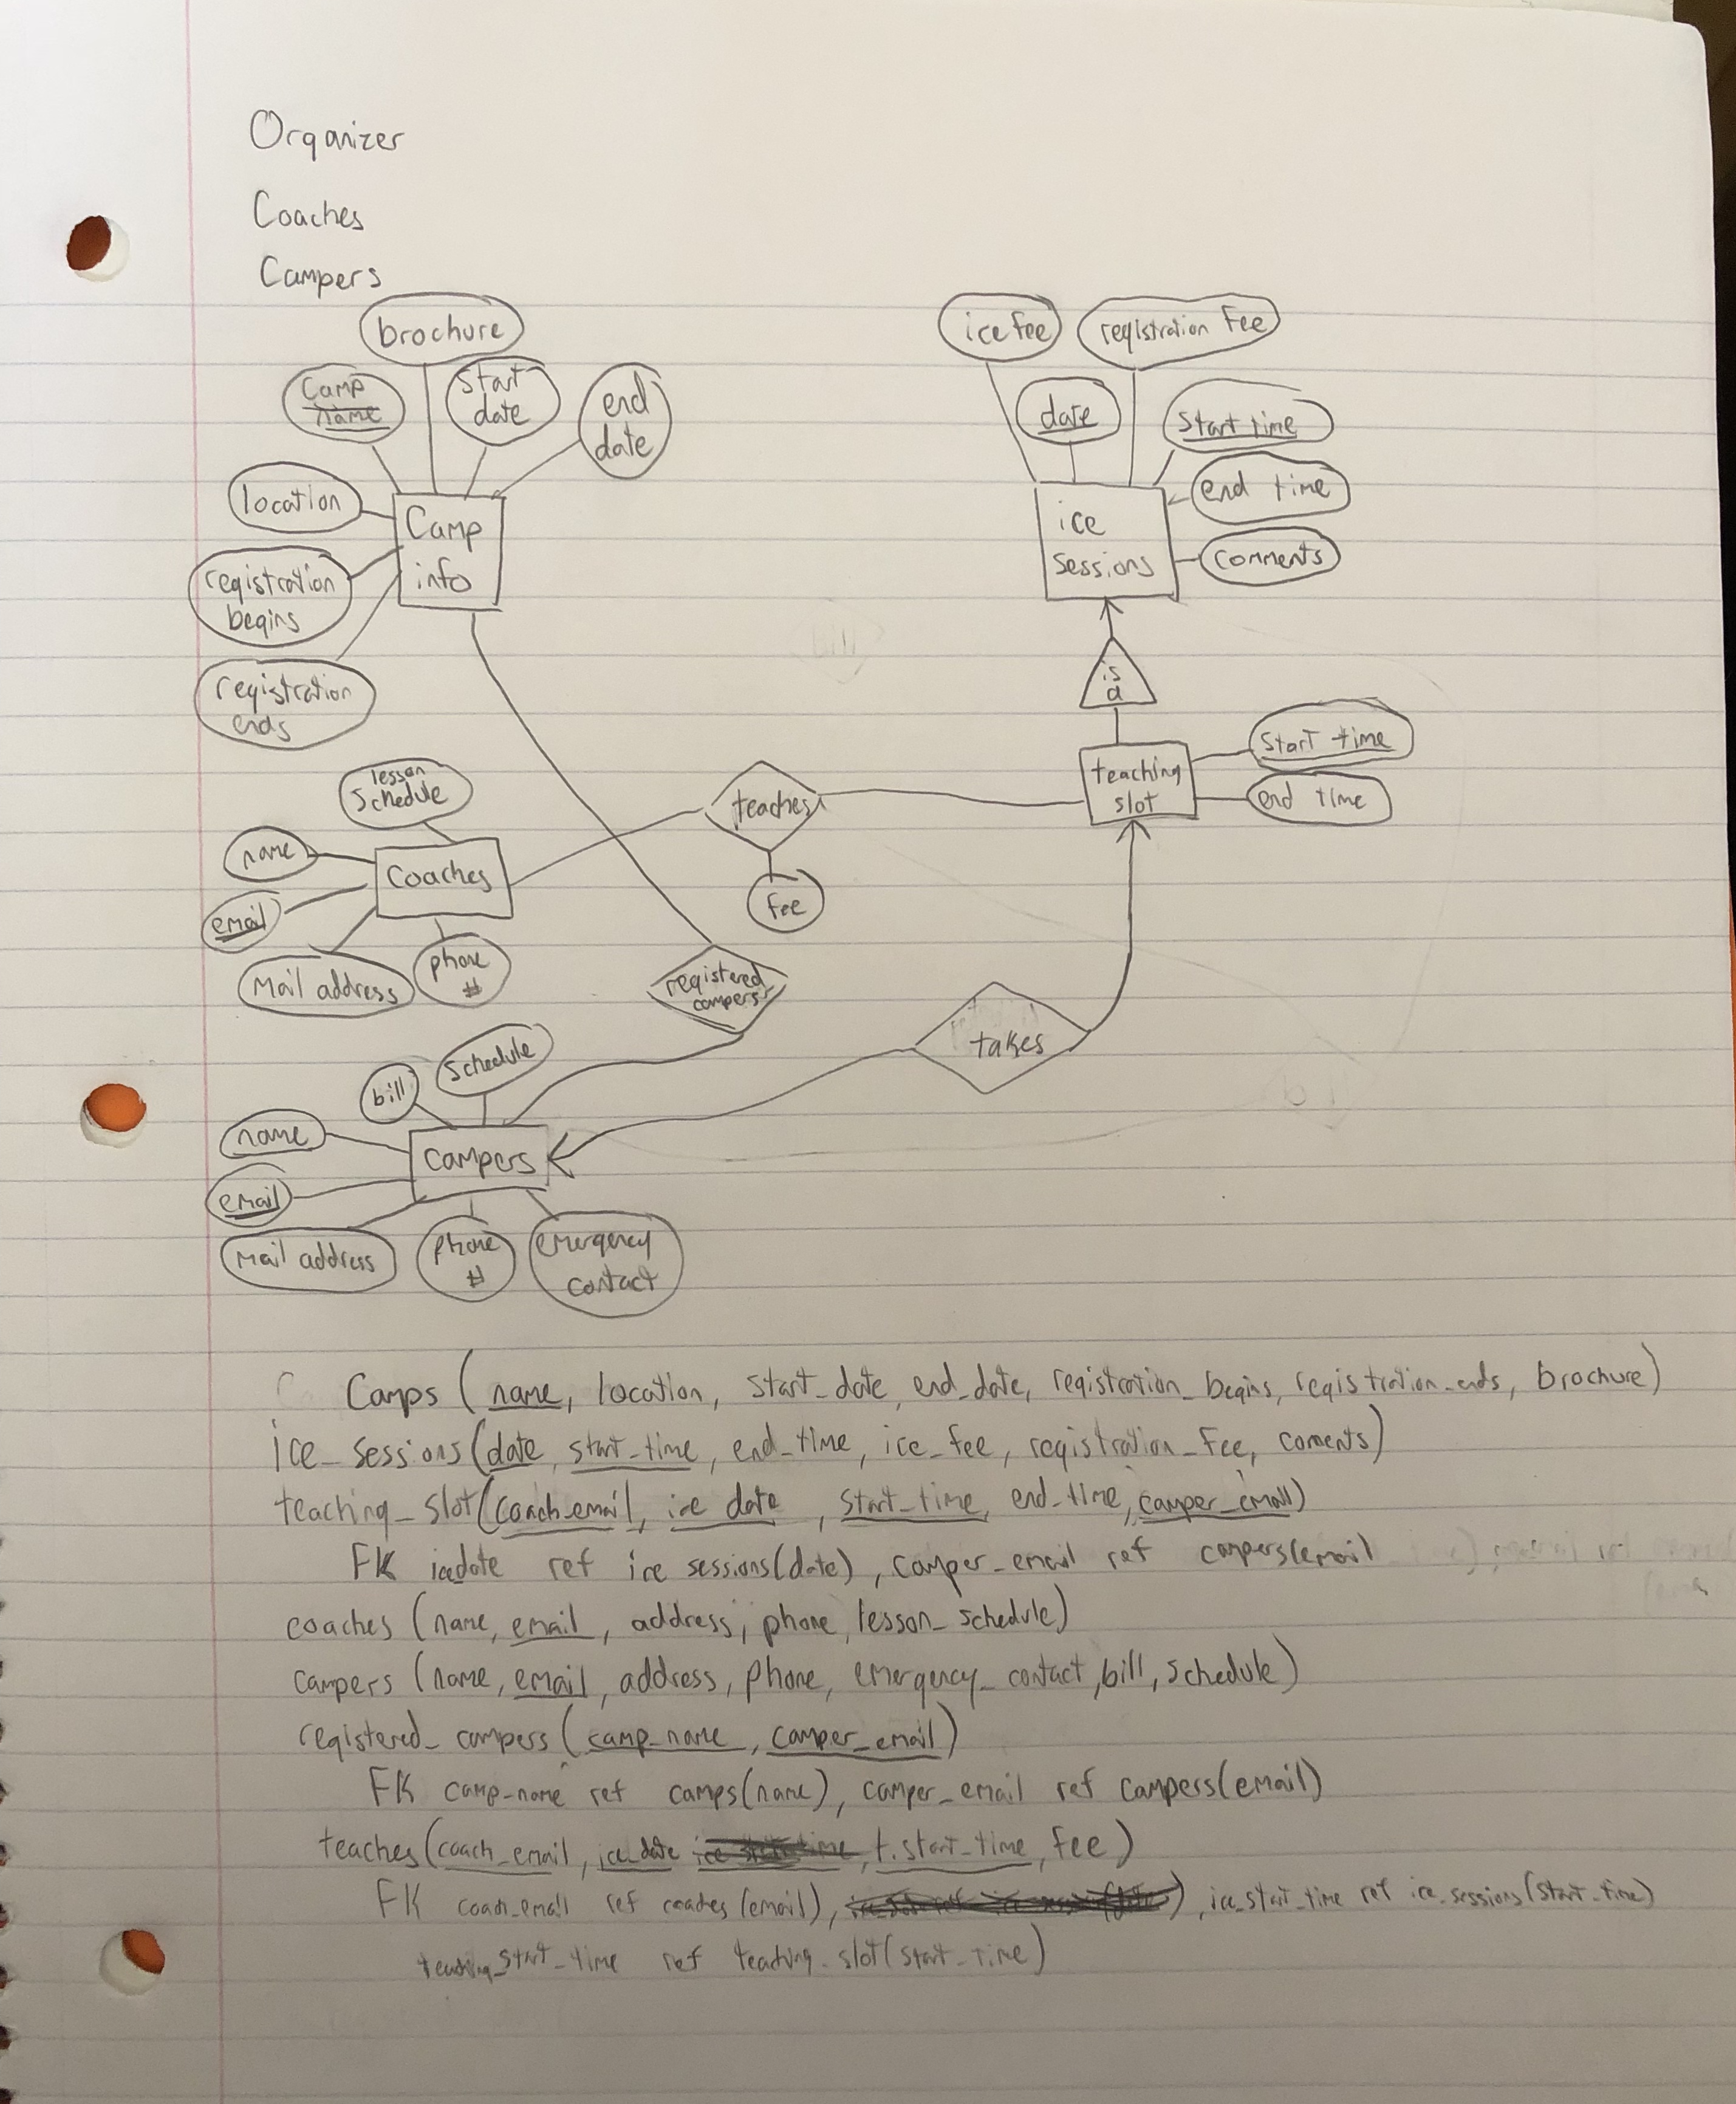 Organizer
Coaches
Campers
brochure
Camp
name
start
date
end
date
location
Camp
info
registration
begins
registration
ends
ice fee
registration Fee
date
start time
end time
comments
ice
sessions
is
a
teaching
slot
start time
end time
lesson
schedule
name
email
Mail address
phone
#
Coaches
teaches
fee
registered
campers
takes
schedule
bill
name
email
Mail address
phone
#
emergency
contact
campers
Camps (name, location, start_date, end_date, registration_begins, registration_ends, brochure)
ice_sessions(date, start_time, end_time, ice_fee, registration_Fee, coments)
teaching_slot(coach_email, ice date, start_time, end_time, camper_email)
FK icedate ref ice sessions(date), camper_email ref campers(email
coaches (name, email, address, phone, lesson_schedule)
campers (name, email, address, phone, emergency_contact, bill, schedule)
registered_campers (camp_name, camper_email)
FK camp_name ref camps(name), camper_email ref campers(email)
teaches(coach_email, ice_date, t.start_time, fee)
FK coach_email ref coaches (email), ice_start_time ref ice_sessions(start_time)
teaching_start_time ref teaching_slot(start_time)